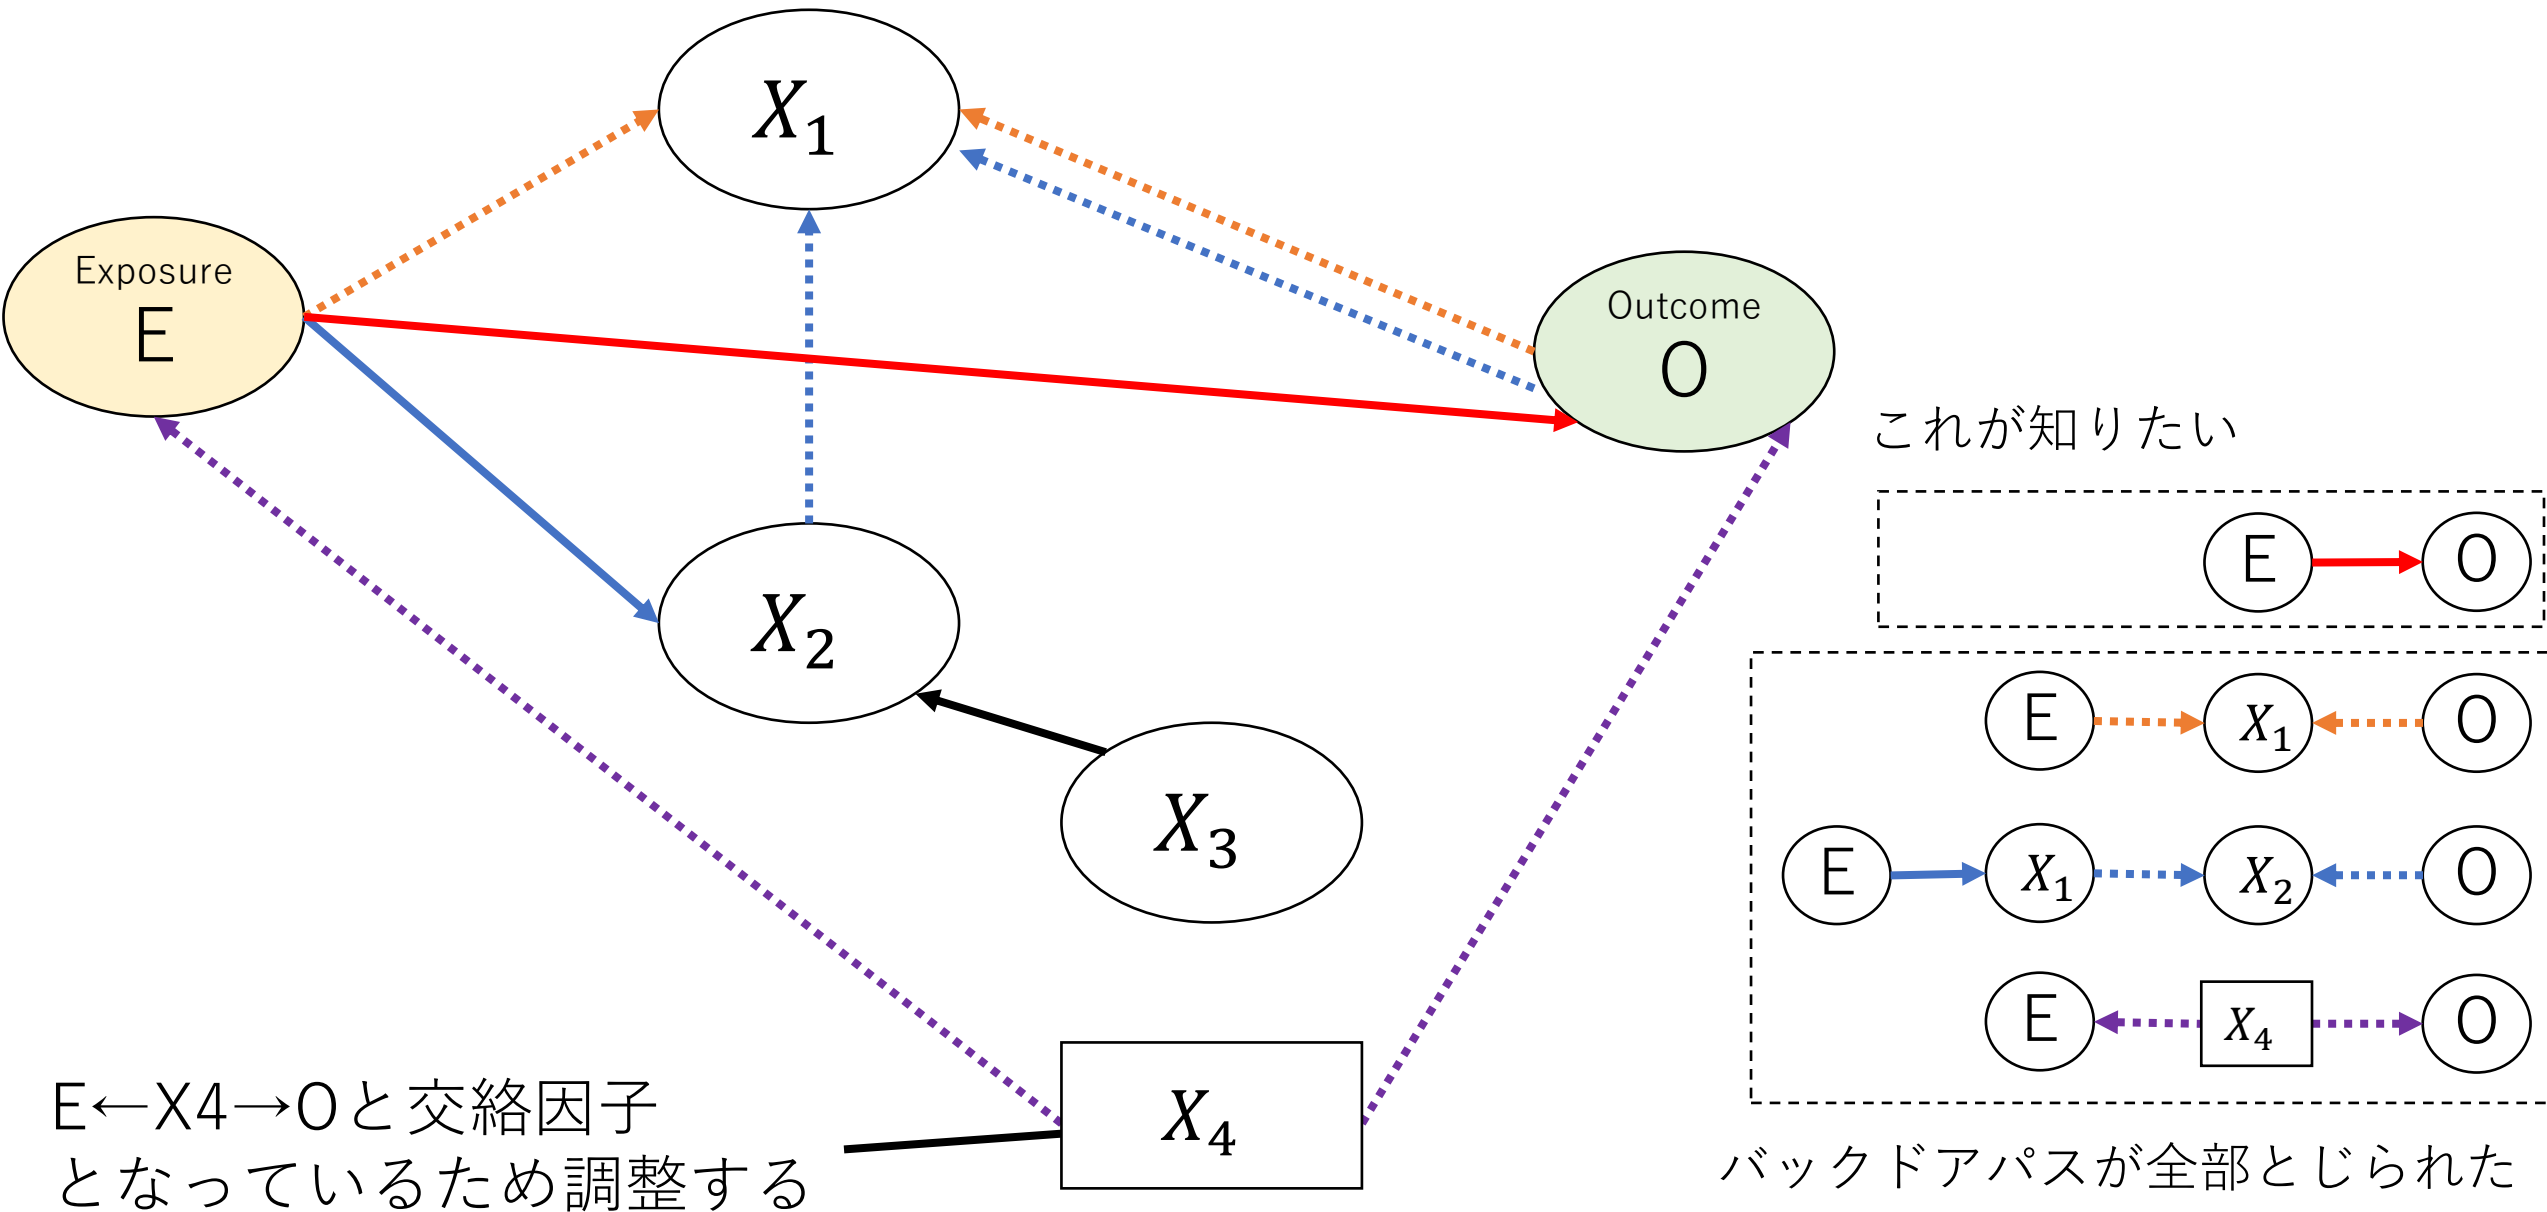 X1
Exposure
E
Outcome
O
これが知りたい
E O
X2
E X1 O
X3
E X1 X2 O
E X4 O
X4
E←X4→Oと交絡因子
となっているため調整する
バックドアパスが全部とじられた